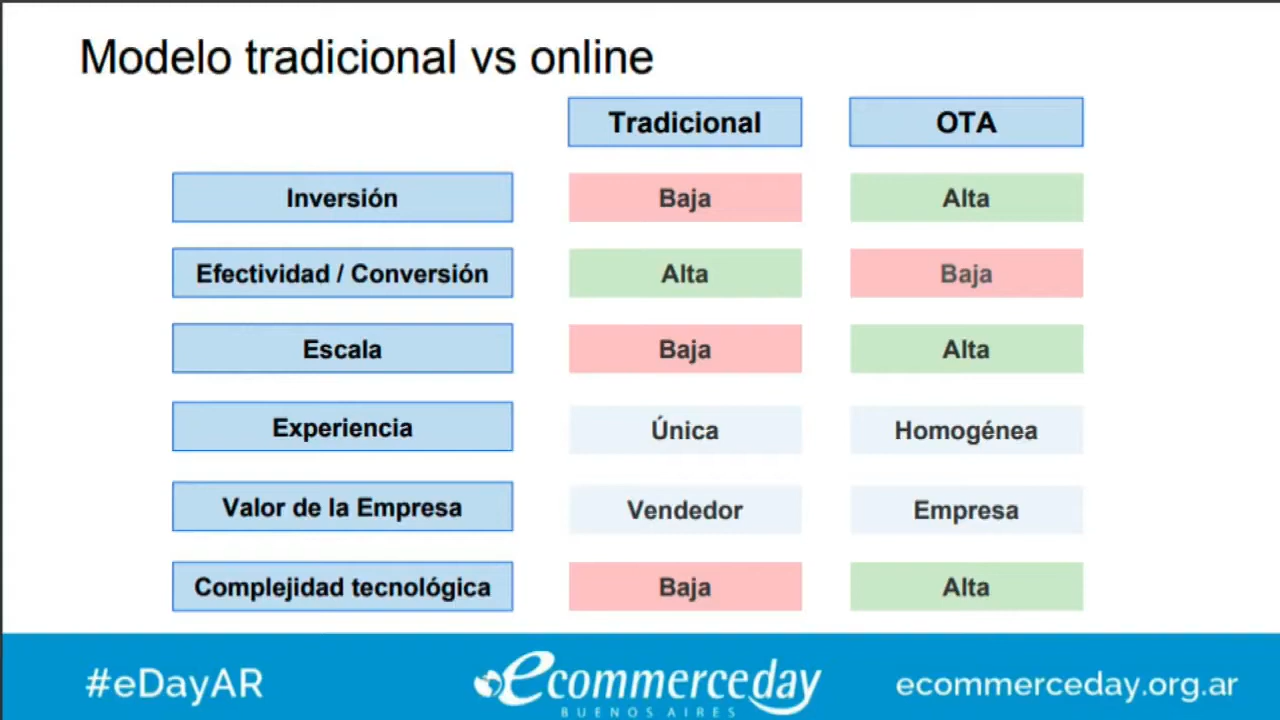 Modelo tradicional vs online
Tradicional OTA
Inversión Baja Alta
Efectividad / Conversión Alta Baja
Escala Baja Alta
Experiencia Única Homogénea
Valor de la Empresa Vendedor Empresa
Complejidad tecnológica Baja Alta
#eDayAR ecommerceday ecommerceday.org.ar
BUENOS AIRES